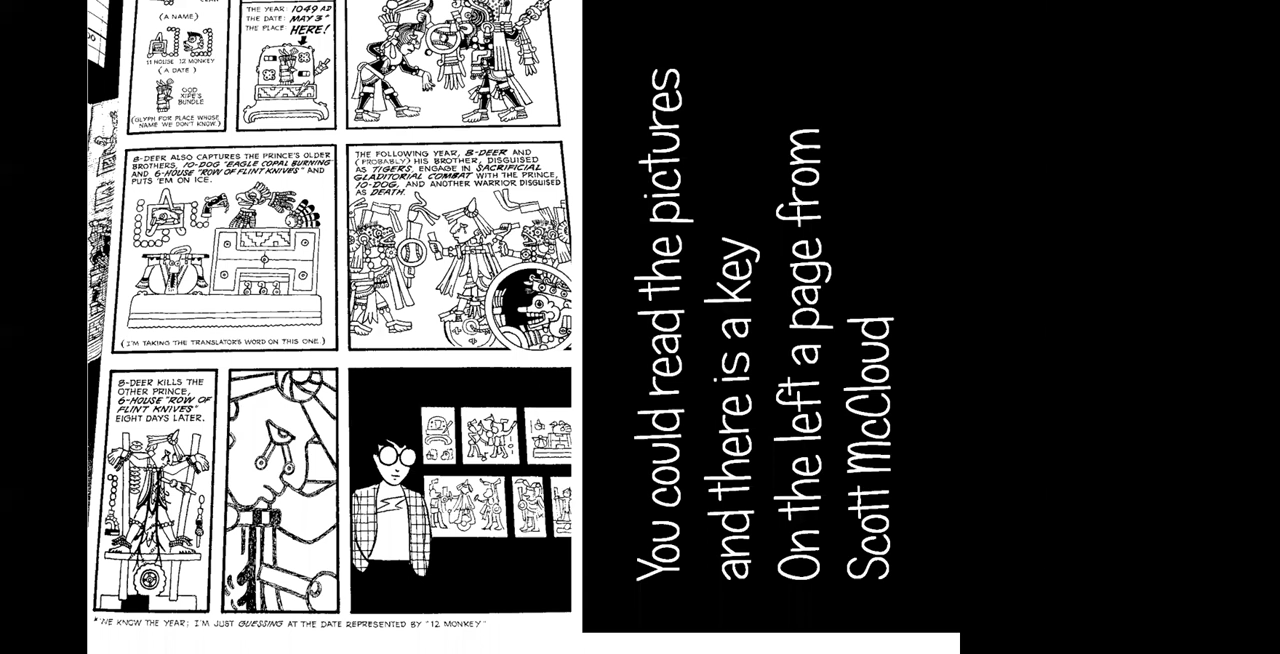 (A NAME)
11 HOUSE 12 MONKEY
(A DATE)
GOD
XIPE'S
BUNDLE
(GLYPH FOR PLACE WHOSE
NAME WE DON'T KNOW.)
THE YEAR: 1049 AD
THE DATE: MAY 3*
THE PLACE: HERE!
8-DEER ALSO CAPTURES THE PRINCE'S OLDER
BROTHERS, 10-DOG "EAGLE COPAL BURNING"
AND 6-HOUSE "ROW OF FLINT KNIVES" AND
PUTS 'EM ON ICE.
(I'M TAKING THE TRANSLATOR'S WORD ON THIS ONE.)
THE FOLLOWING YEAR, 8-DEER AND
(PROBABLY) HIS BROTHER, DISGUISED
AS TIGERS, ENGAGE IN SACRIFICIAL
GLADITORIAL COMBAT WITH THE PRINCE,
10-DOG, AND ANOTHER WARRIOR DISGUISED
AS DEATH.
8-DEER KILLS THE
OTHER PRINCE,
6-HOUSE "ROW OF
FLINT KNIVES"
EIGHT DAYS LATER.
*WE KNOW THE YEAR; I'M JUST GUESSING AT THE DATE REPRESENTED BY "12 MONKEY"
You could read the pictures
and there is a key
On the left a page from
Scott McCloud